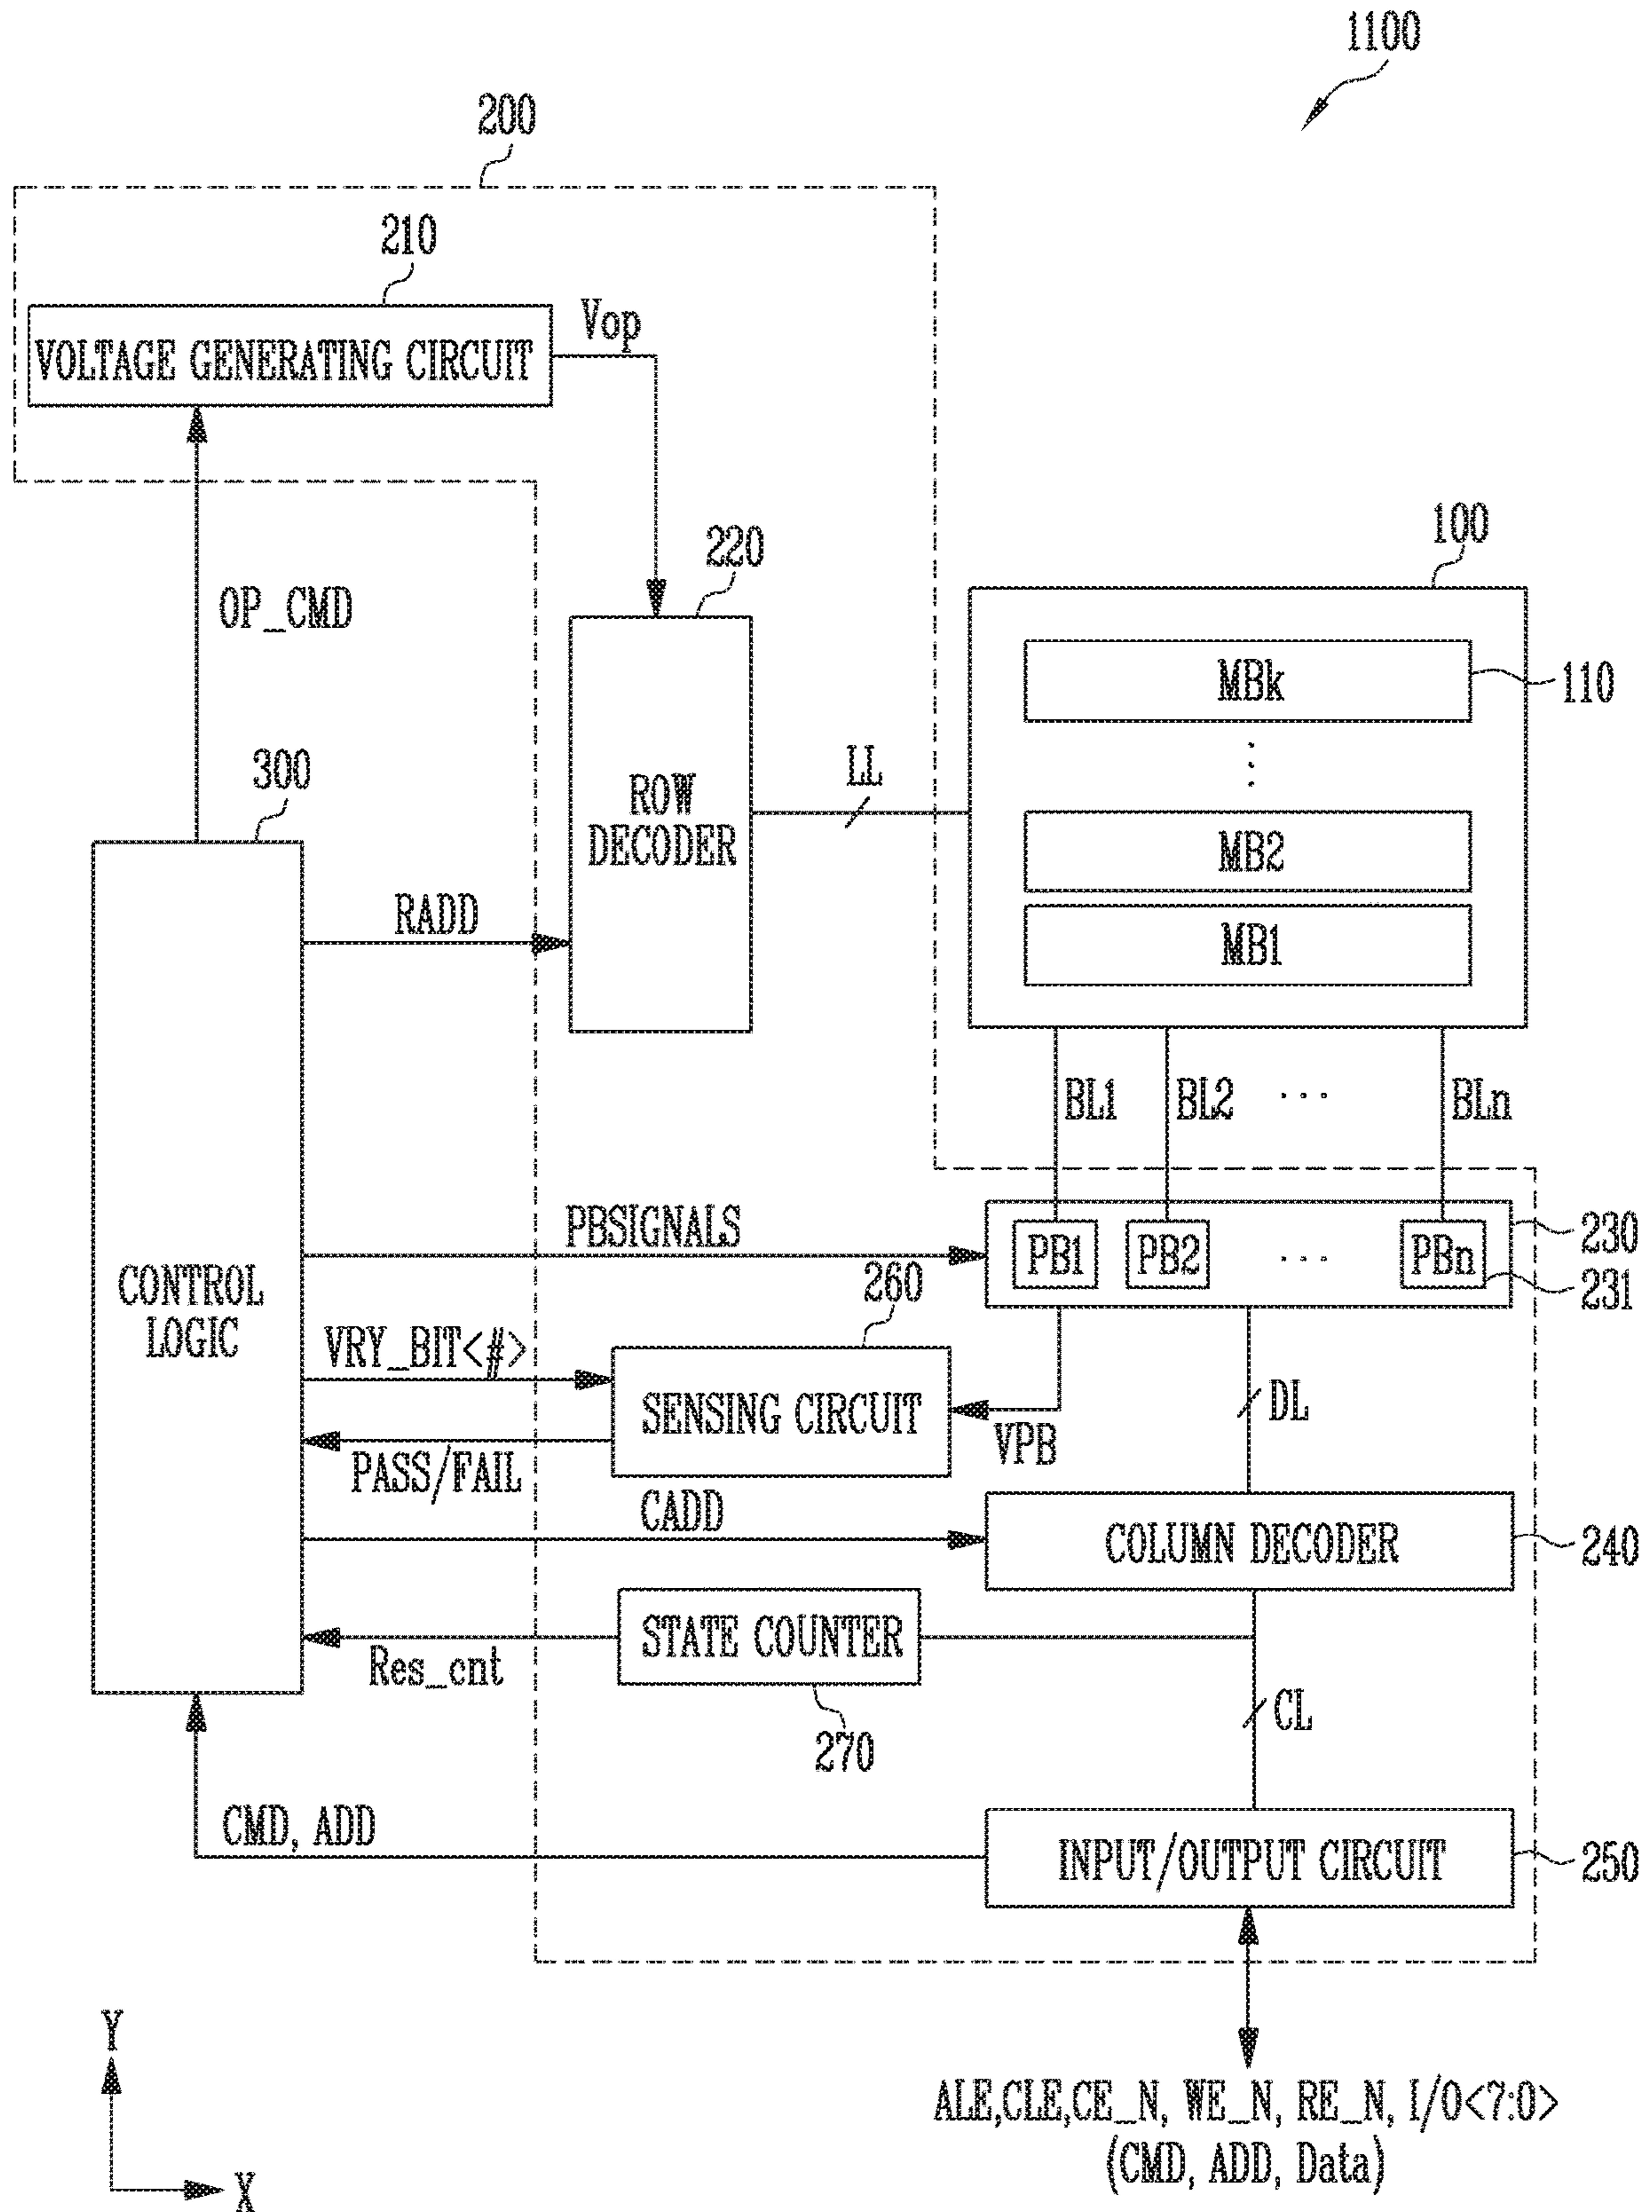 1100
200
210
VOLTAGE GENERATING CIRCUIT
Vop
OP_CMD
220
ROW
DECODER
100
MBk
110
LL
MB2
MB1
300
CONTROL
LOGIC
RADD
BL1
BL2
...
BLn
PBSIGNALS
PB1
PB2
...
PBn
230
231
260
VRY_BIT<#>
SENSING CIRCUIT
VPB
DL
PASS/FAIL
CADD
COLUMN DECODER
240
STATE COUNTER
Res_cnt
270
CL
CMD, ADD
INPUT/OUTPUT CIRCUIT
250
Y
X
ALE,CLE,CE_N, WE_N, RE_N, I/O<7:0>
(CMD, ADD, Data)